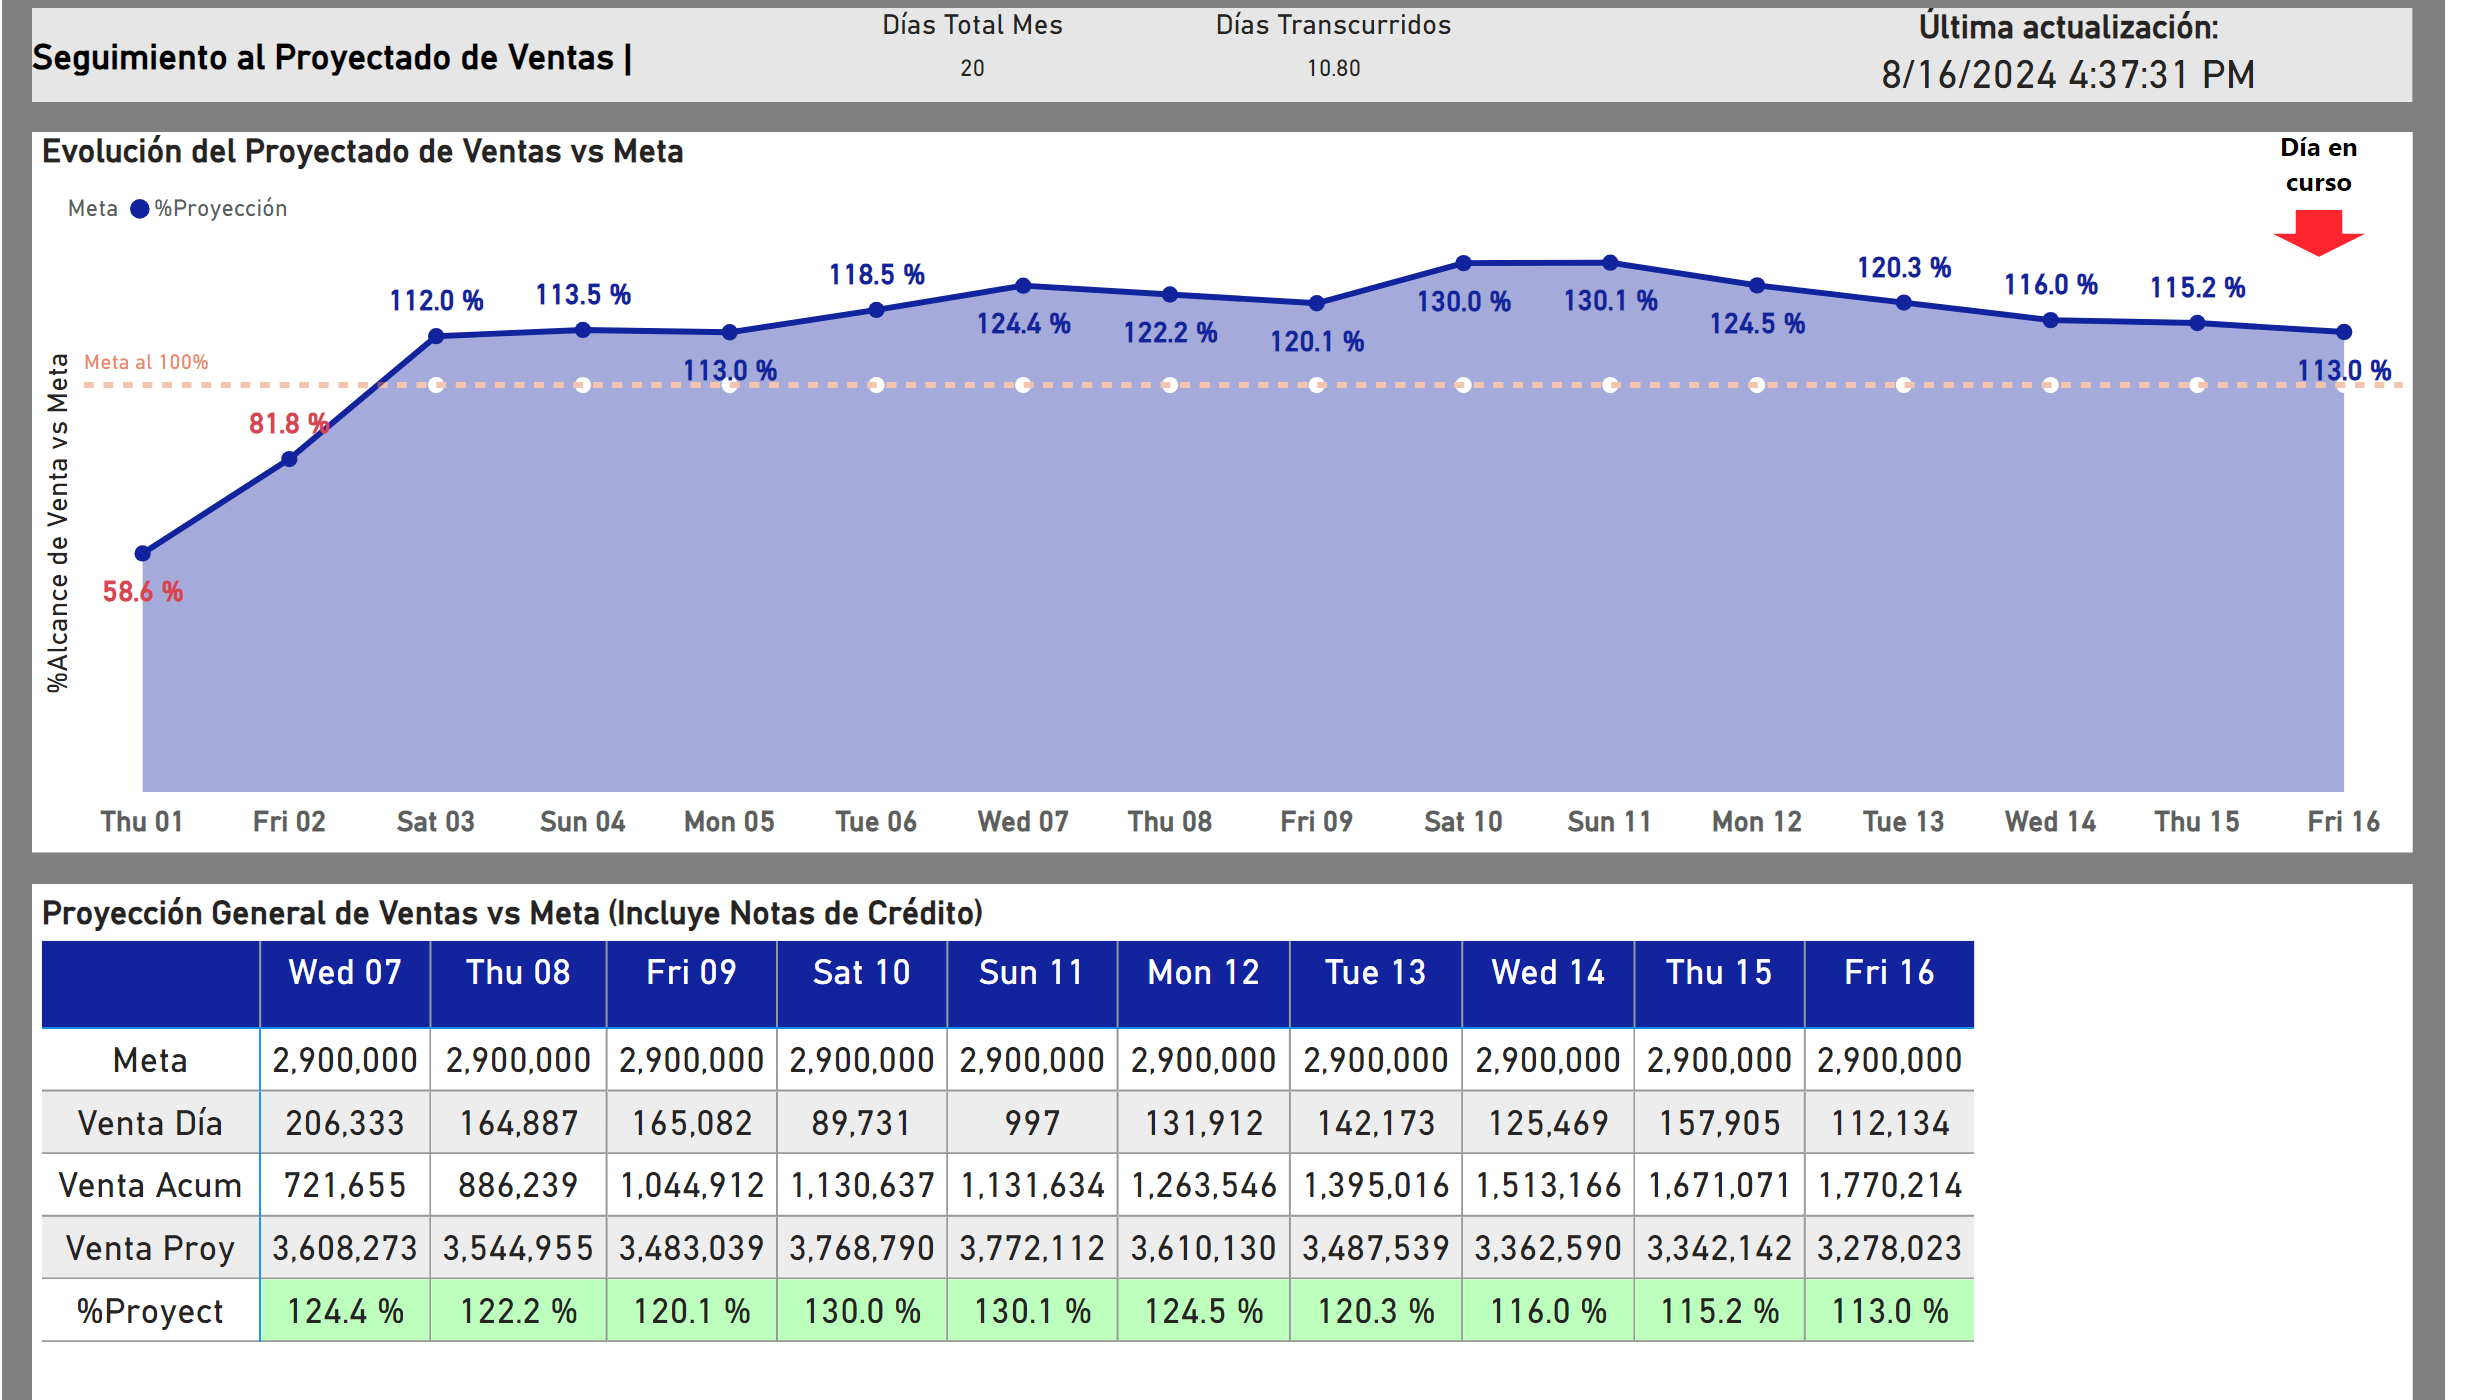 Seguimiento al Proyectado de Ventas |
Días Total Mes
20
Días Transcurridos
10.80
Última actualización:
8/16/2024 4:37:31 PM
Evolución del Proyectado de Ventas vs Meta
Día en
curso
Meta %Proyección
%Alcance de Venta vs Meta
Meta al 100%
58.6 %
81.8 %
112.0 %
113.5 %
113.0 %
118.5 %
124.4 %
122.2 %
120.1 %
130.0 %
130.1 %
124.5 %
120.3 %
116.0 %
115.2 %
113.0 %
Thu 01 Fri 02 Sat 03 Sun 04 Mon 05 Tue 06 Wed 07 Thu 08 Fri 09 Sat 10 Sun 11 Mon 12 Tue 13 Wed 14 Thu 15 Fri 16
Proyección General de Ventas vs Meta (Incluye Notas de Crédito)
Wed 07 Thu 08 Fri 09 Sat 10 Sun 11 Mon 12 Tue 13 Wed 14 Thu 15 Fri 16
Meta 2,900,000 2,900,000 2,900,000 2,900,000 2,900,000 2,900,000 2,900,000 2,900,000 2,900,000 2,900,000
Venta Día 206,333 164,887 165,082 89,731 997 131,912 142,173 125,469 157,905 112,134
Venta Acum 721,655 886,239 1,044,912 1,130,637 1,131,634 1,263,546 1,395,016 1,513,166 1,671,071 1,770,214
Venta Proy 3,608,273 3,544,955 3,483,039 3,768,790 3,772,112 3,610,130 3,487,539 3,362,590 3,342,142 3,278,023
%Proyect 124.4 % 122.2 % 120.1 % 130.0 % 130.1 % 124.5 % 120.3 % 116.0 % 115.2 % 113.0 %